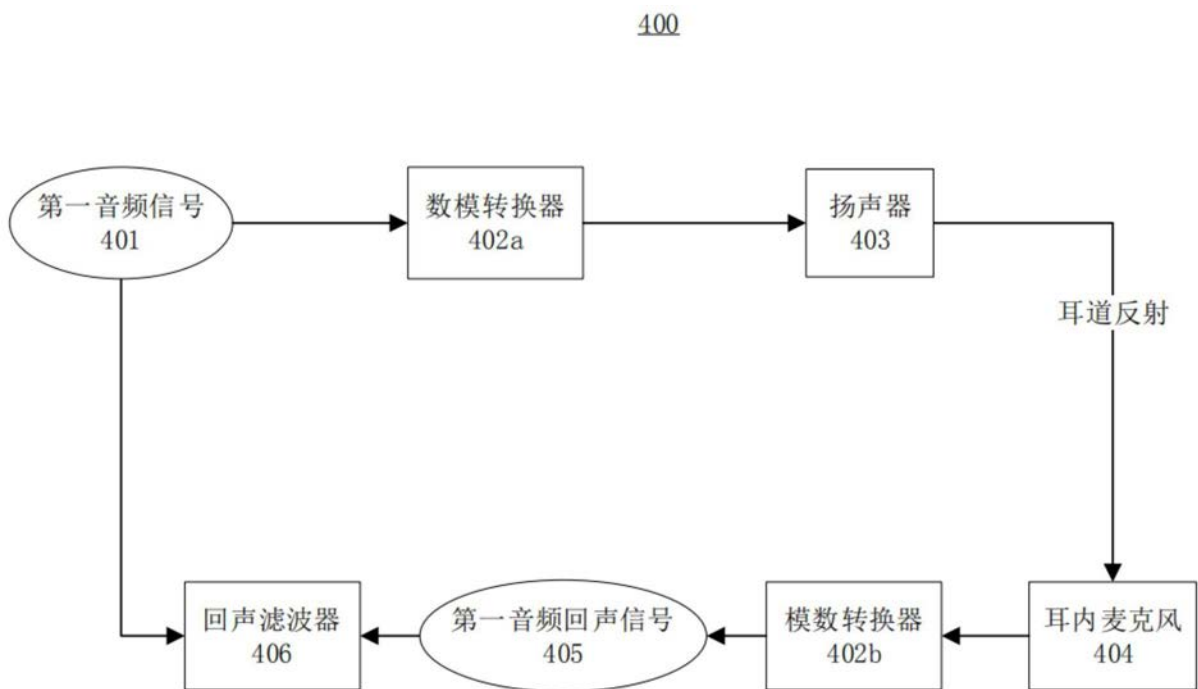 400
第一音频信号
401
数模转换器
402a
扬声器
403
耳道反射
回声滤波器
406
第一音频回声信号
405
模数转换器
402b
耳内麦克风
404